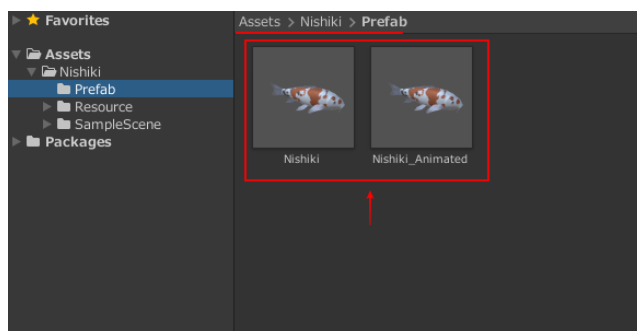 Favorites
Assets
Nishiki
Prefab
Resource
SampleScene
Packages
Assets > Nishiki > Prefab
Nishiki
Nishiki_Animated